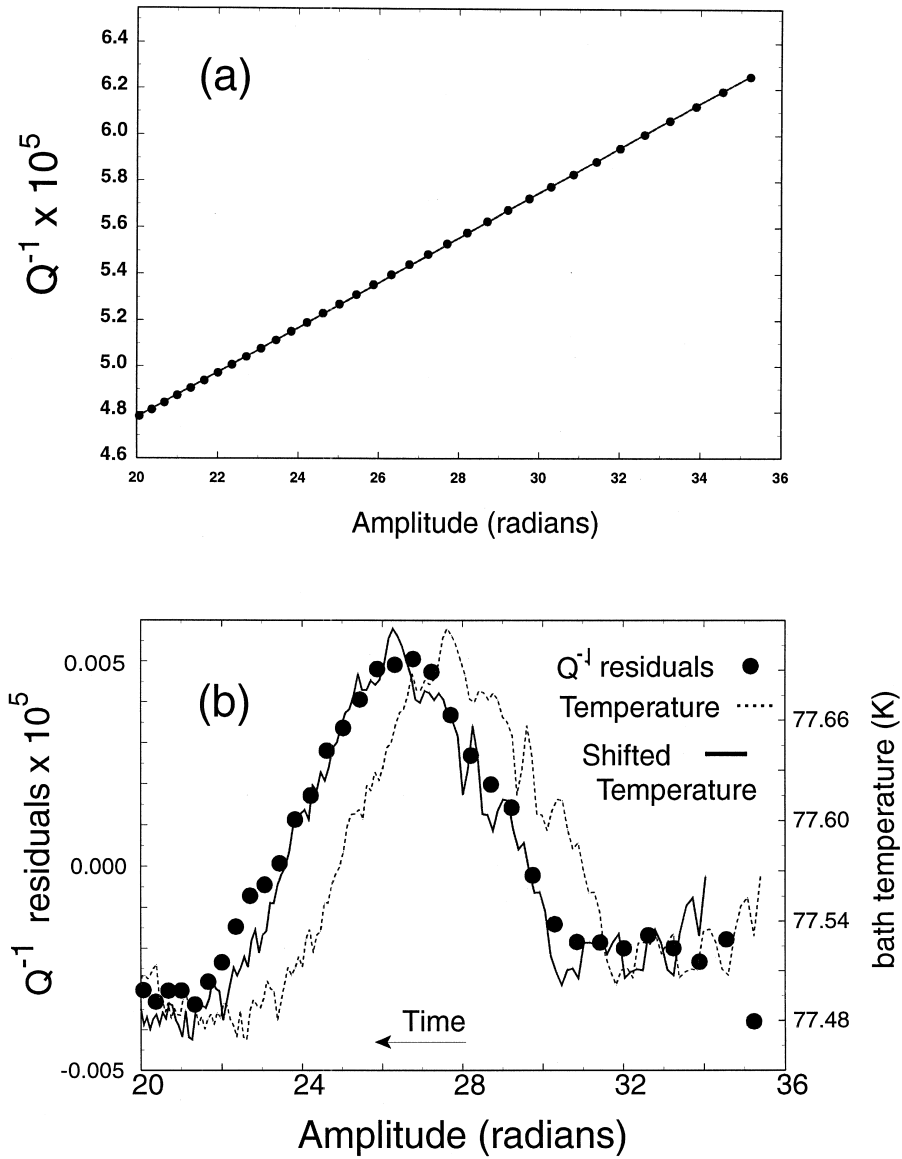 (a)
6.4
6.2
6.0
5.8
5.6
5.4
5.2
5.0
4.8
4.6
Q-1 x 105
20 22 24 26 28 30 32 34 36
Amplitude (radians)
(b)
0.005
0.000
-0.005
Q-1 residuals x 105
Q-1 residuals
Temperature
Shifted
Temperature
77.66
77.60
77.54
77.48
bath temperature (K)
Time
20 24 28 32 36
Amplitude (radians)